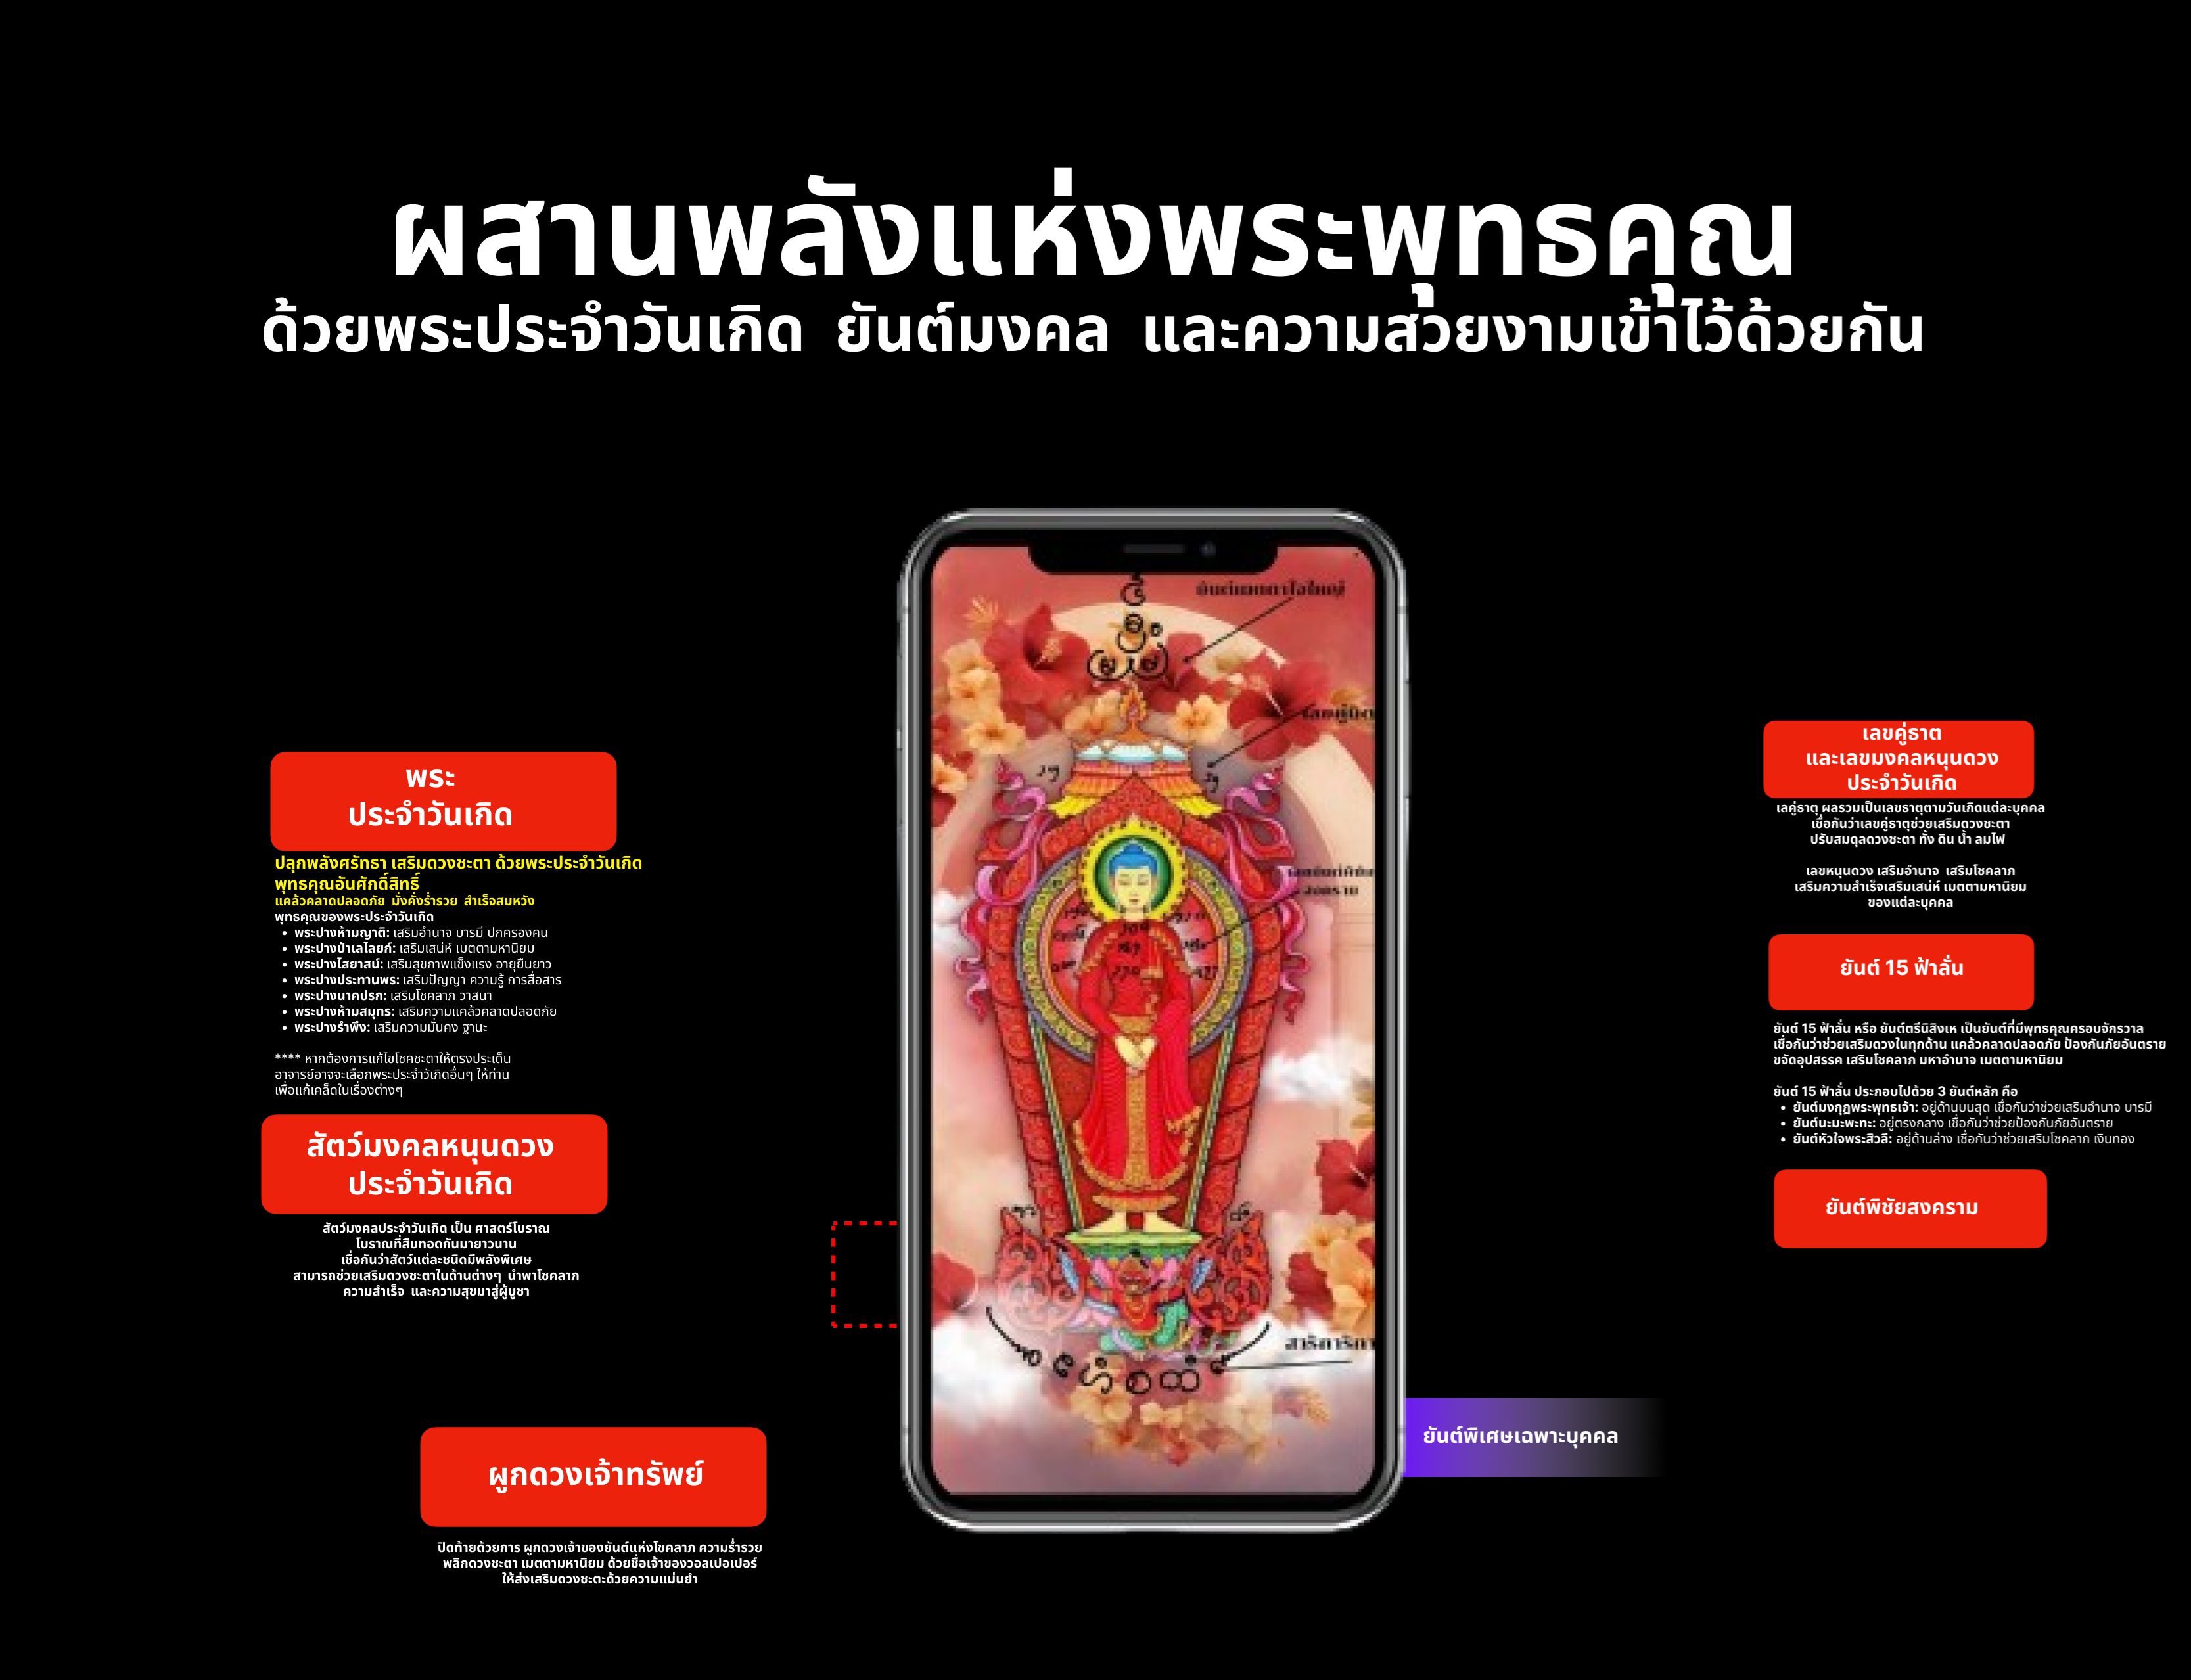 ผสานพลังแห่งพระพุทธคุณ
ด้วยพระประจำวันเกิด ยันต์มงคล และความสวยงามเข้าไว้ด้วยกัน
พระ
ประจำวันเกิด
ปลุกพลังศรัทธา เสริมดวงชะตา ด้วยพระประจำวันเกิด
พุทธคุณอันศักดิ์สิทธิ์
แคล้วคลาดปลอดภัย มั่งคั่งร่ำรวย สำเร็จสมหวัง
พุทธคุณของพระประจำวันเกิด
• พระปางห้ามญาติ: เสริมอำนาจ บารมี ปกครองคน
• พระปางป่าเลไลยก์: เสริมเสน่ห์ เมตตามหานิยม
• พระปางไสยาสน์: เสริมสุขภาพแข็งแรง อายุยืนยาว
• พระปางประทานพร: เสริมปัญญา ความรู้ การสื่อสาร
• พระปางนาคปรก: เสริมโชคลาภ วาสนา
• พระปางห้ามสมุทร: เสริมความแคล้วคลาดปลอดภัย
• พระปางรำพึง: เสริมความมั่นคง ฐานะ
**** หากต้องการแก้ไขโชคชะตาให้ตรงประเด็น
อาจารย์อาจจะเลือกพระประจำวัเกิดอื่นๆ ให้ท่าน
เพื่อแก้เคล็ดในเรื่องต่างๆ
สัตว์มงคลหนุนดวง
ประจำวันเกิด
สัตว์มงคลประจำวันเกิด เป็น ศาสตร์โบราณ
โบราณที่สืบทอดกันมายาวนาน
เชื่อกันว่าสัตว์แต่ละชนิดมีพลังพิเศษ
สามารถช่วยเสริมดวงชะตาในด้านต่างๆ นำพาโชคลาภ
ความสำเร็จ และความสุขมาสู่ผู้บูชา
ผูกดวงเจ้าทรัพย์
ปิดท้ายด้วยการ ผูกดวงเจ้าของยันต์แห่งโชคลาภ ความร่ำรวย
พลิกดวงชะตา เมตตามหานิยม ด้วยชื่อเจ้าของวอลเปอเปอร์
ให้ส่งเสริมดวงชะตะด้วยความแม่นยำ
เลขคู่ธาต
และเลขมงคลหนุนดวง
ประจำวันเกิด
เลคู่ธาตุ ผลรวมเป็นเลขธาตุตามวันเกิดแต่ละบุคคล
เชื่อกันว่าเลขคู่ธาตุช่วยเสริมดวงชะตา
ปรับสมดุลดวงชะตา ทั้ง ดิน น้ำ ลมไฟ
เลขหนุนดวง เสริมอำนาจ เสริมโชคลาภ
เสริมความสำเร็จเสริมเสน่ห์ เมตตามหานิยม
ของแต่ละบุคคล
ยันต์ 15 ฟ้าลั่น
ยันต์ 15 ฟ้าลั่น หรือ ยันต์ตรีนิสิงเห เป็นยันต์ที่มีพุทธคุณครอบจักรวาล
เชื่อกันว่าช่วยเสริมดวงในทุกด้าน แคล้วคลาดปลอดภัย ป้องกันภัยอันตราย
ขจัดอุปสรรค เสริมโชคลาภ มหาอำนาจ เมตตามหานิยม
ยันต์ 15 ฟ้าลั่น ประกอบไปด้วย 3 ยันต์หลัก คือ
• ยันต์มงกุฎพระพุทธเจ้า: อยู่ด้านบนสุด เชื่อกันว่าช่วยเสริมอำนาจ บารมี
• ยันต์นะมะพะทะ: อยู่ตรงกลาง เชื่อกันว่าช่วยป้องกันภัยอันตราย
• ยันต์หัวใจพระสิวลี: อยู่ด้านล่าง เชื่อกันว่าช่วยเสริมโชคลาภ เงินทอง
ยันต์พิชัยสงคราม
ยันต์พิเศษเฉพาะบุคคล